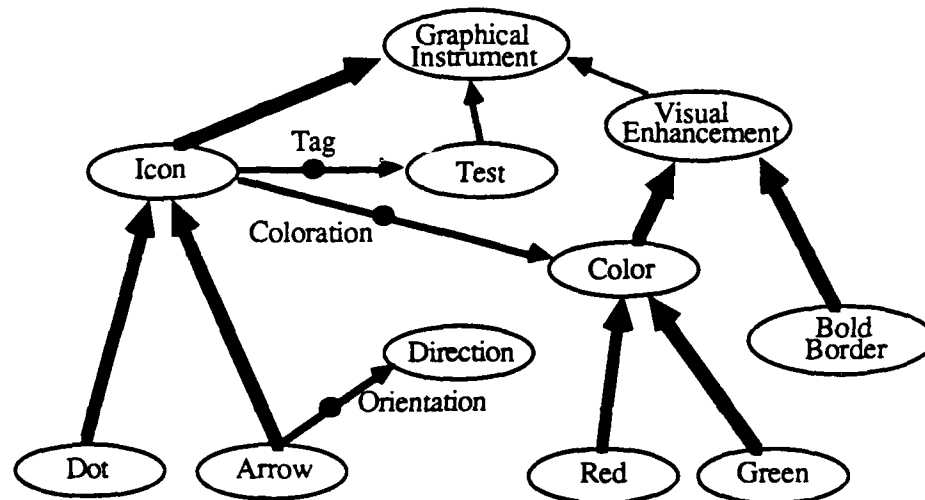 Graphical
Instrument
Visual
Enhancement
Tag
Icon
Test
Coloration
Color
Bold
Border
Direction
Orientation
Dot
Arrow
Red
Green